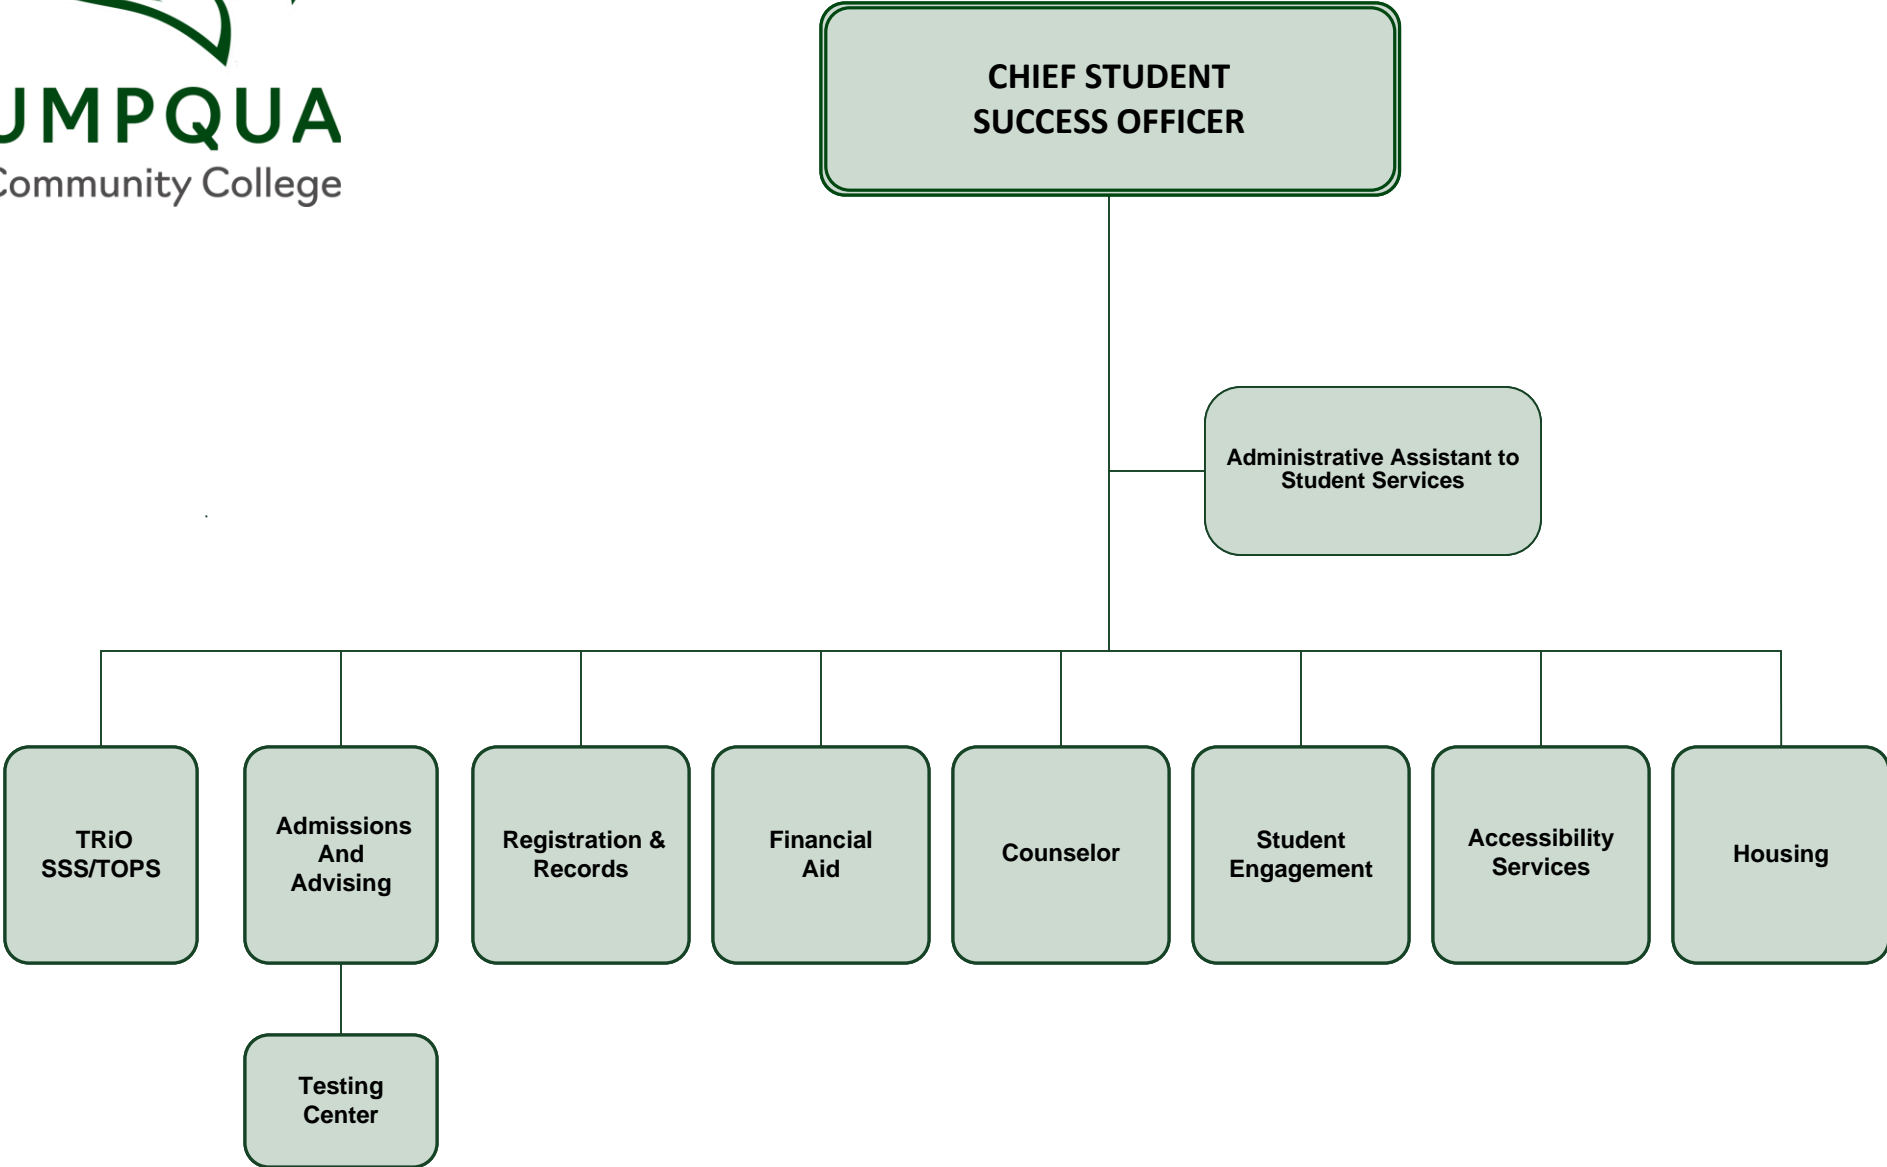 UMPQUA
Community College
CHIEF STUDENT
SUCCESS OFFICER
Administrative Assistant to
Student Services
.
TRiO
SSS/TOPS
Admissions
And
Advising
Registration &
Records
Financial
Aid
Counselor
Student
Engagement
Accessibility
Services
Housing
Testing
Center